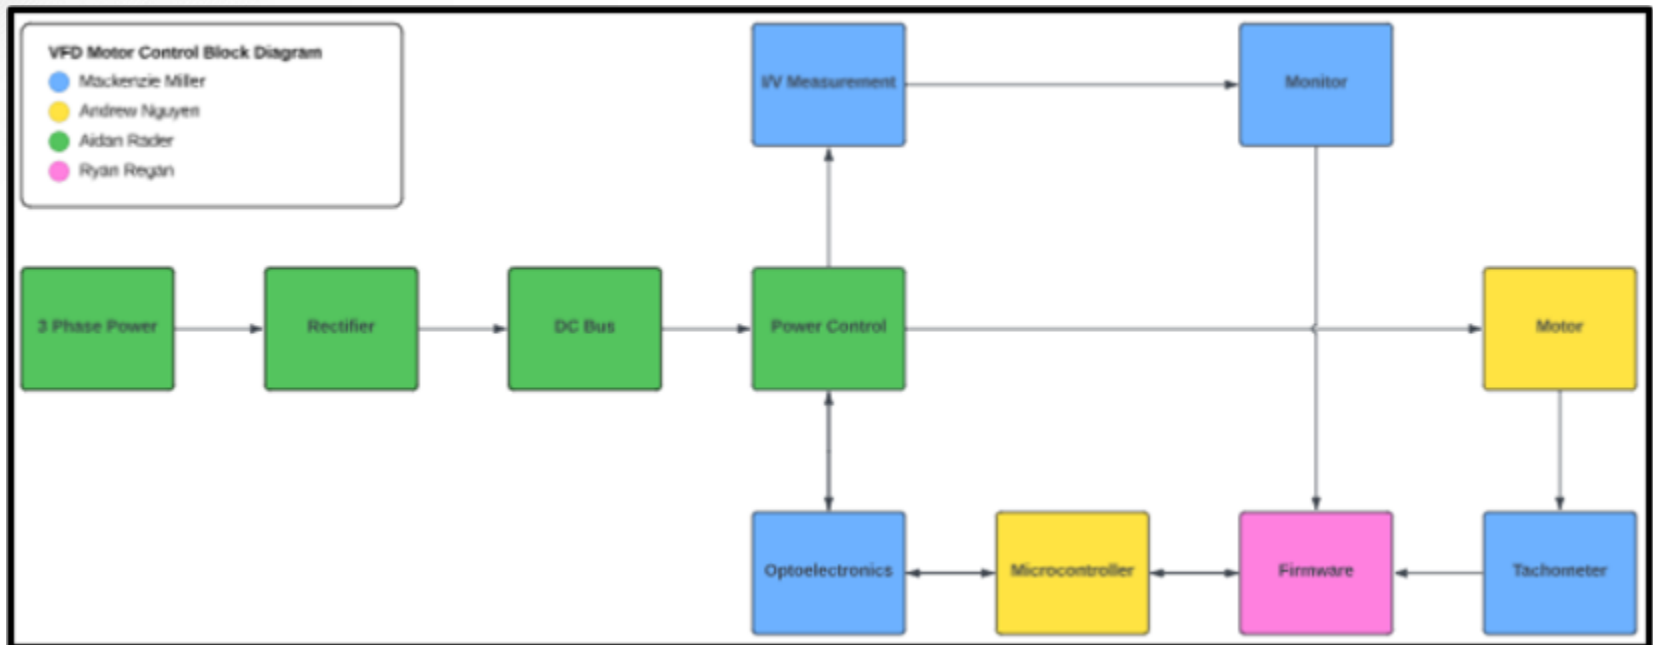 VFD Motor Control Block Diagram
Mackenzie Miller
Andrew Nguyen
Aidan Rader
Ryan Regan
I/V Measurement
Monitor
3 Phase Power
Rectifier
DC Bus
Power Control
Motor
Optoelectronics
Microcontroller
Firmware
Tachometer